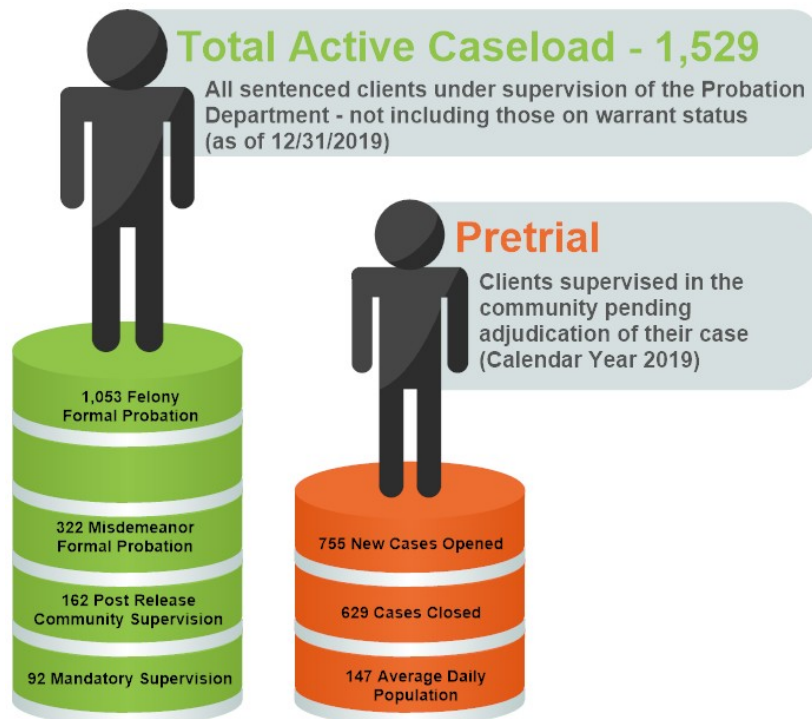 Total Active Caseload - 1,529
All sentenced clients under supervision of the Probation
Department - not including those on warrant status
(as of 12/31/2019)
Pretrial
Clients supervised in the
community pending
adjudication of their case
(Calendar Year 2019)
1,053 Felony
Formal Probation
322 Misdemeanor
Formal Probation
162 Post Release
Community Supervision
92 Mandatory Supervision
755 New Cases Opened
629 Cases Closed
147 Average Daily
Population